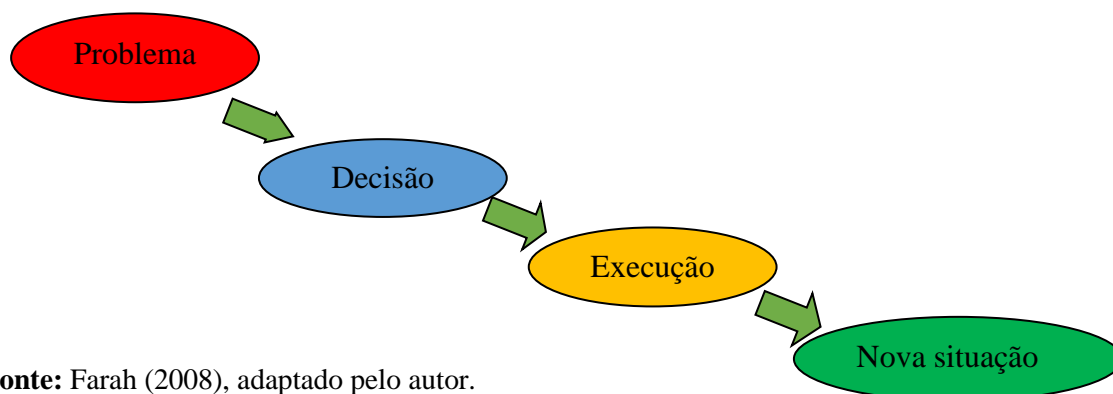 Problema
Decisão
Execução
Nova situação
onte: Farah (2008), adaptado pelo autor.